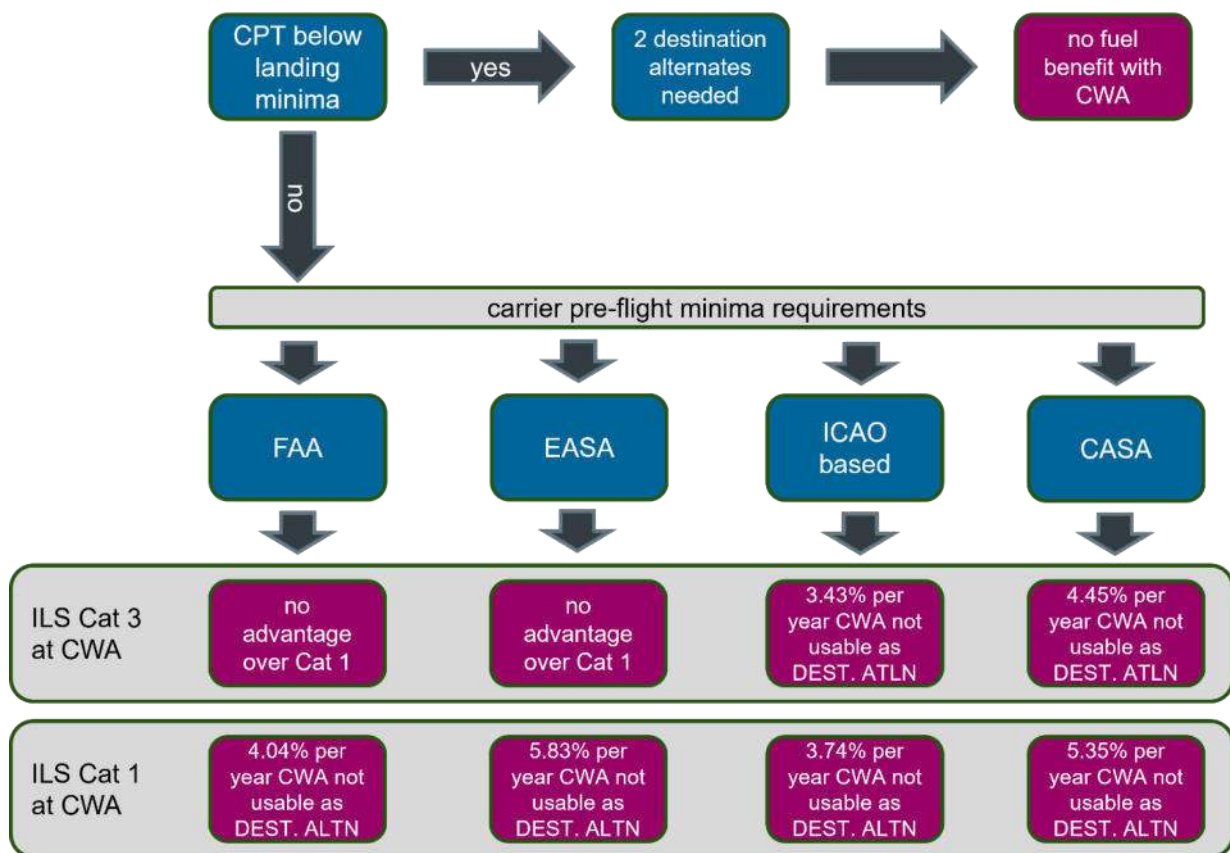 CPT below
landing
minima
yes
2 destination
alternates
needed
no fuel
benefit with
CWA
no
carrier pre-flight minima requirements
FAA
EASA
ICAO
based
CASA
ILS Cat 3
at CWA
no
advantage
over Cat 1
no
advantage
over Cat 1
3.43% per
year CWA not
usable as
DEST. ATLN
4.45% per
year CWA not
usable as
DEST. ATLN
ILS Cat 1
at CWA
4.04% per
year CWA not
usable as
DEST. ALTN
5.83% per
year CWA not
usable as
DEST. ALTN
3.74% per
year CWA not
usable as
DEST. ALTN
5.35% per
year CWA not
usable as
DEST. ALTN